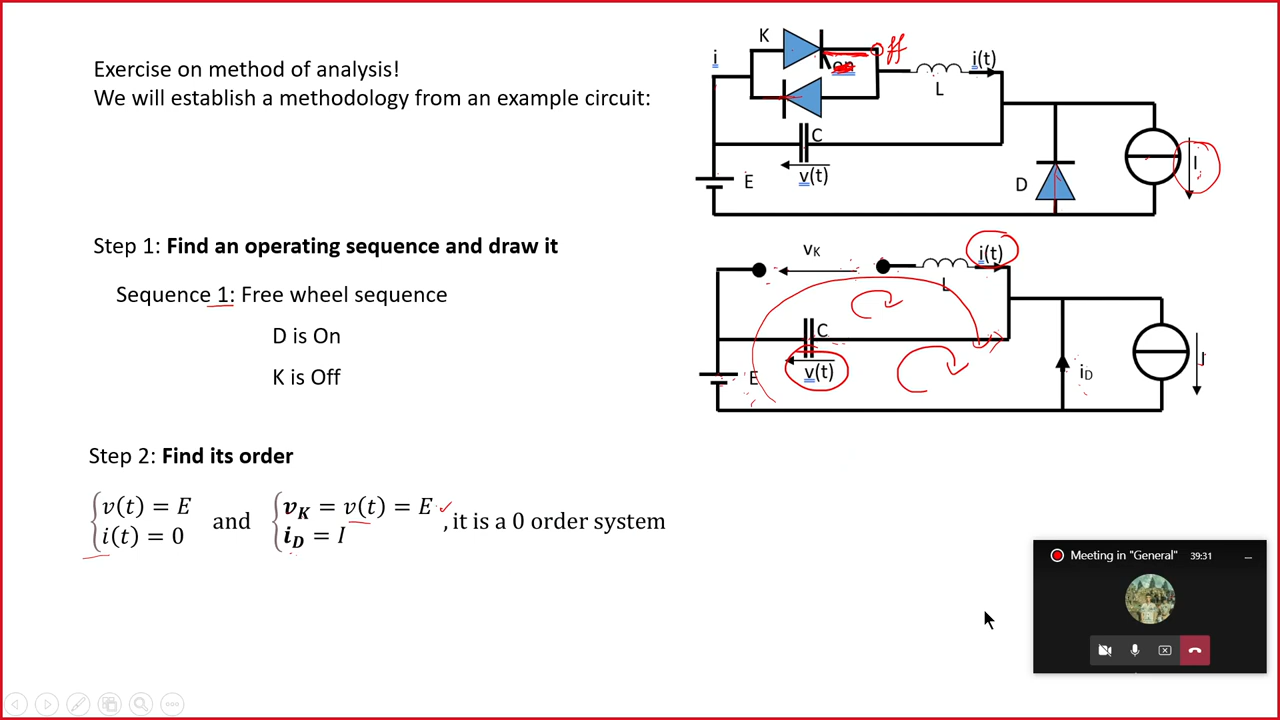 Exercise on method of analysis!
We will establish a methodology from an example circuit:
K
off
i
on
i(t)
L
C
v(t)
E
D
I
Step 1: Find an operating sequence and draw it
Sequence 1: Free wheel sequence
D is On
K is Off
vK
i(t)
L
C
v(t)
E
iD
Step 2: Find its order
{v(t) = E
i(t) = 0
and
{vK = v(t) = E
iD = I
, it is a 0 order system
Meeting in "General" 39:31